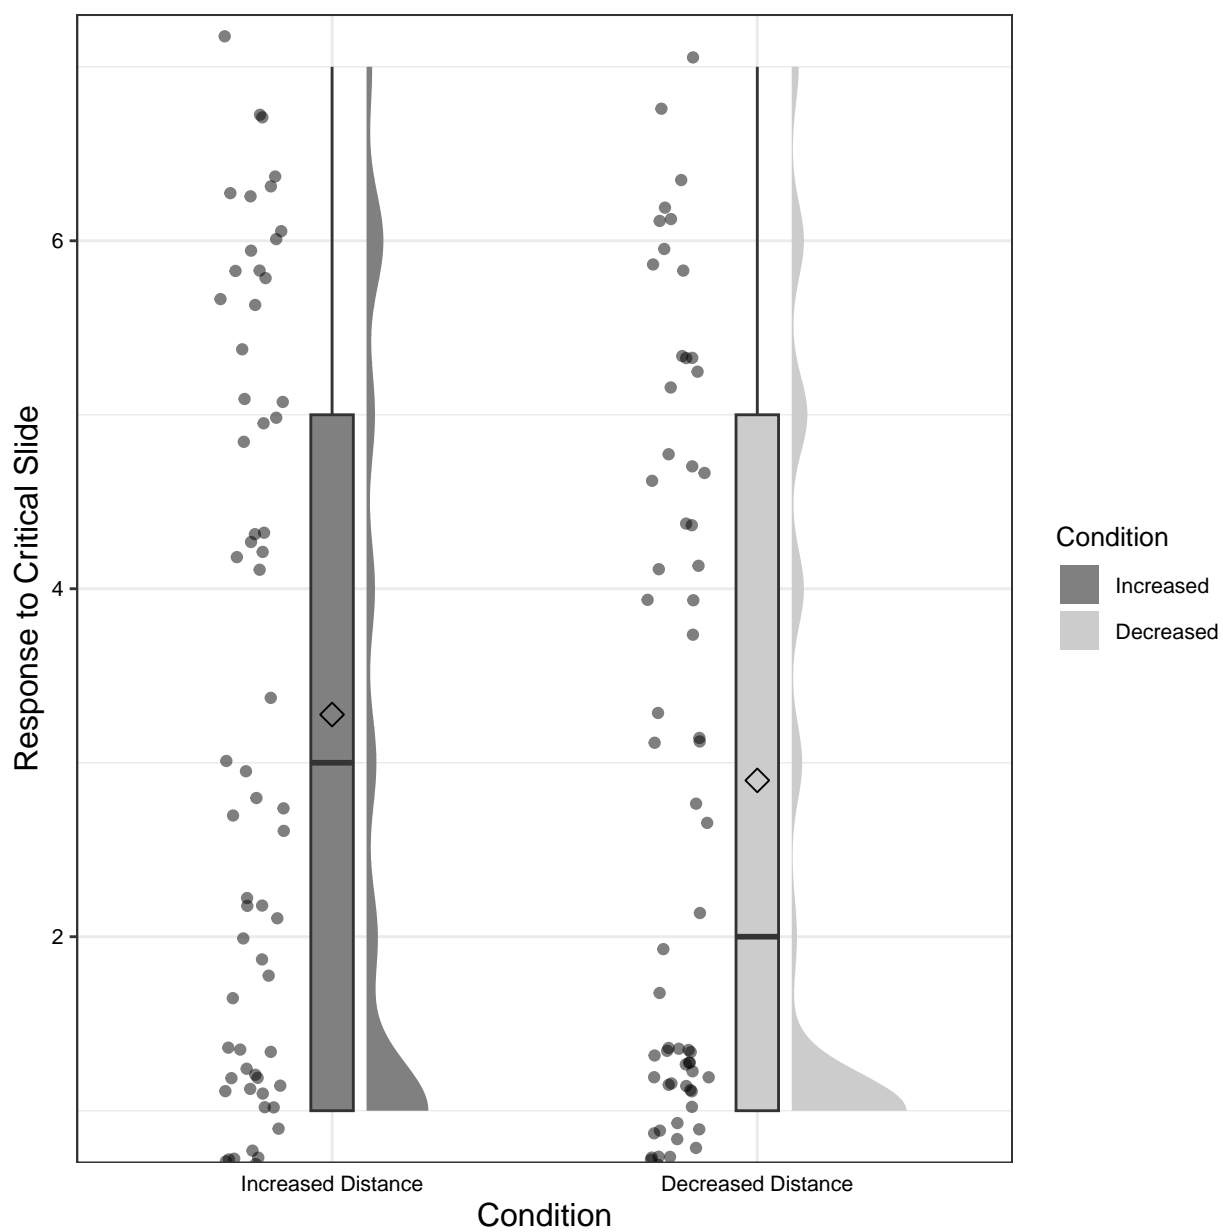 Response to Critical Slide
6
4
2
Increased Distance
Decreased Distance
Condition
Condition
Increased
Decreased